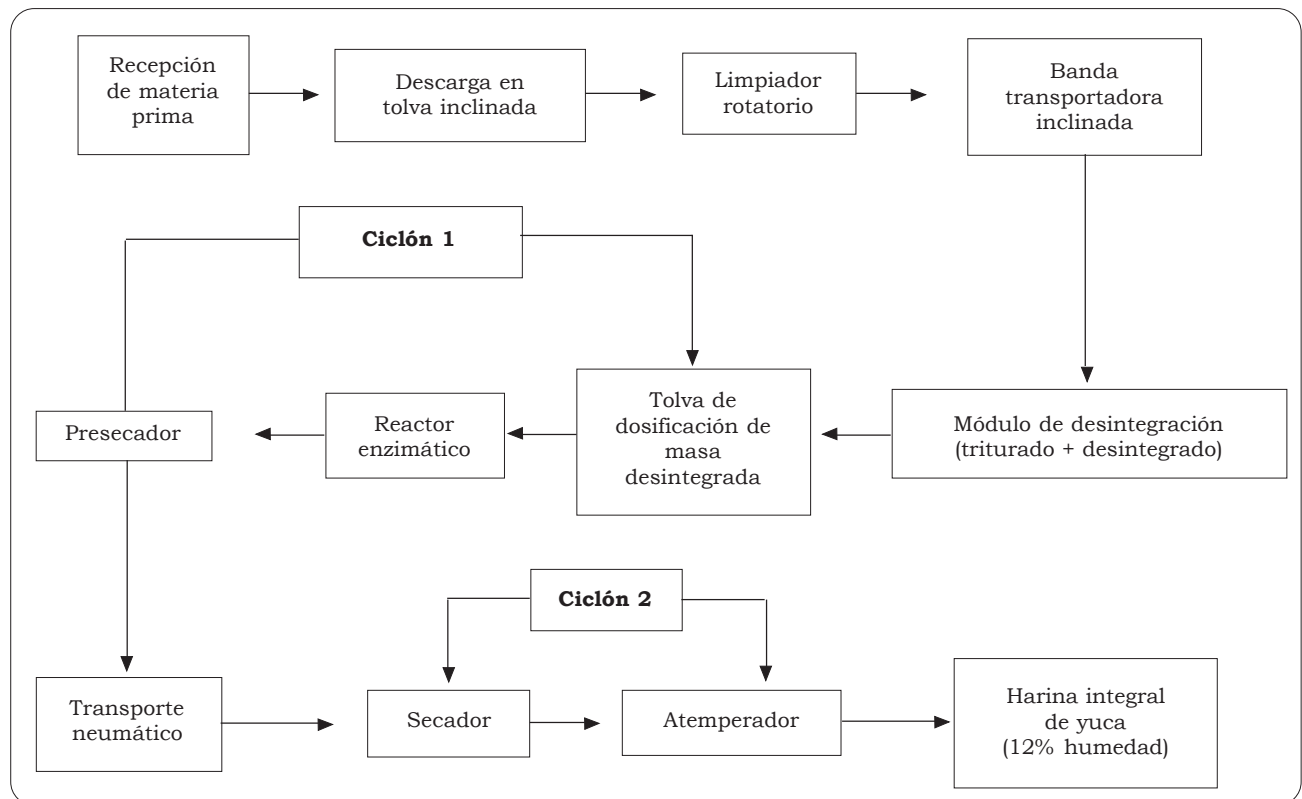 Recepción
de materia
prima
Descarga en
tolva inclinada
Limpiador
rotatorio
Banda
transportadora
inclinada
Ciclón 1
Presecador
Reactor
enzimático
Tolva de
dosificación de
masa
desintegrada
Módulo de desintegración
(triturado + desintegrado)
Ciclón 2
Transporte
neumático
Secador
Atemperador
Harina integral
de yuca
(12% humedad)